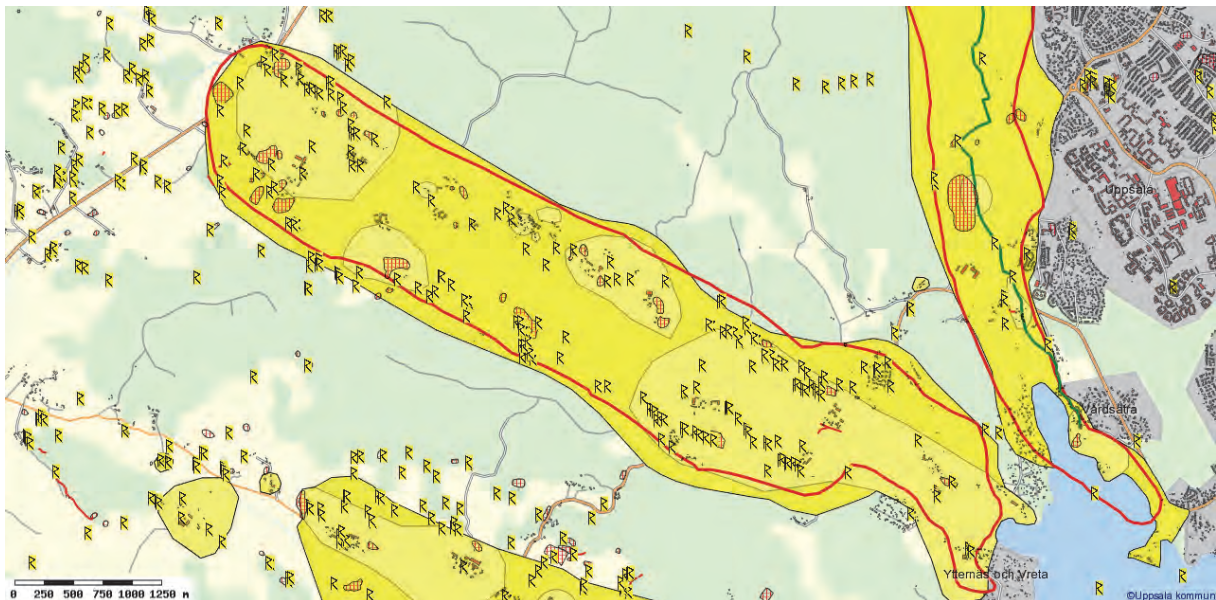 Uppsala
Vårdsätra
Ytternäs och Vreta
0 250 500 750 1000 1250 M
©Uppsala kommun